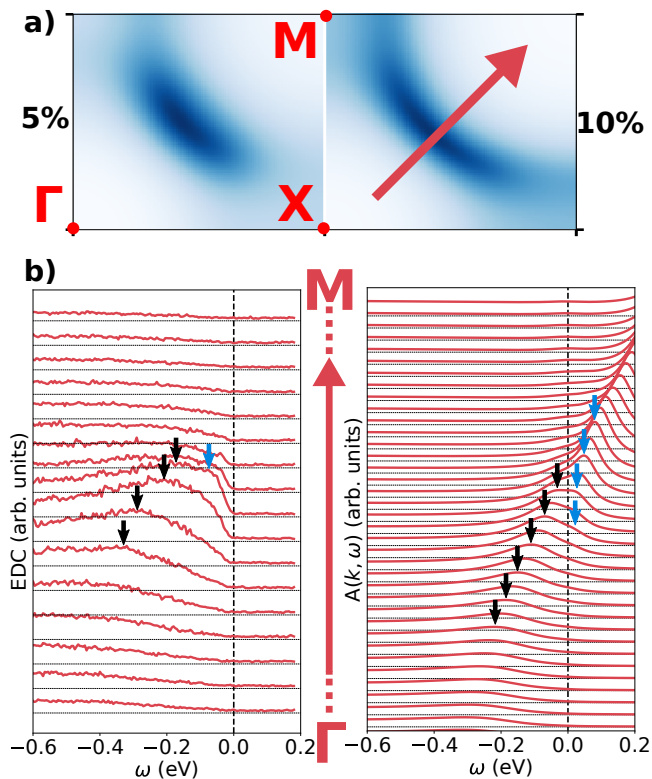 a)
M
5%
10%
Γ
X
b)
M
EDC (arb. units)
A(k, ω) (arb. units)
Γ
−0.6 −0.4 −0.2 0.0 0.2
ω (eV)
−0.6 −0.4 −0.2 0.0 0.2
ω (eV)